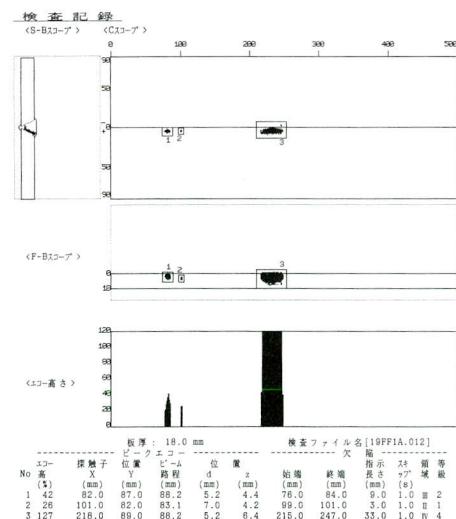 検査記録
<S-Bスコープ> <Cスコープ>
0 100 200 300 400 500
90
50
0
+
50
90
1 2 3
<F-Bスコープ>
1 2 3
0
18
120
100
80
60
40
20
0
<エコー高さ>
板厚: 18.0 mm 検査ファイル名[19FF1A.012]
ピークエコー 欠陥
エコー 探触子 位置 ビーム 位置 指示 スキ 領 等
No 高 X Y 路程 d z 始端 終端 長さ ップ 域 級
(%) (mm) (mm) (mm) (mm) (mm) (mm) (mm) (mm) (s)
1 42 82.0 87.0 88.2 5.2 4.4 76.0 84.0 9.0 1.0 Ⅲ 2
2 26 101.0 82.0 83.1 7.0 4.2 99.0 101.0 3.0 1.0 Ⅱ 1
3 127 218.0 89.0 88.2 5.2 6.4 215.0 247.0 33.0 1.0 Ⅳ 4